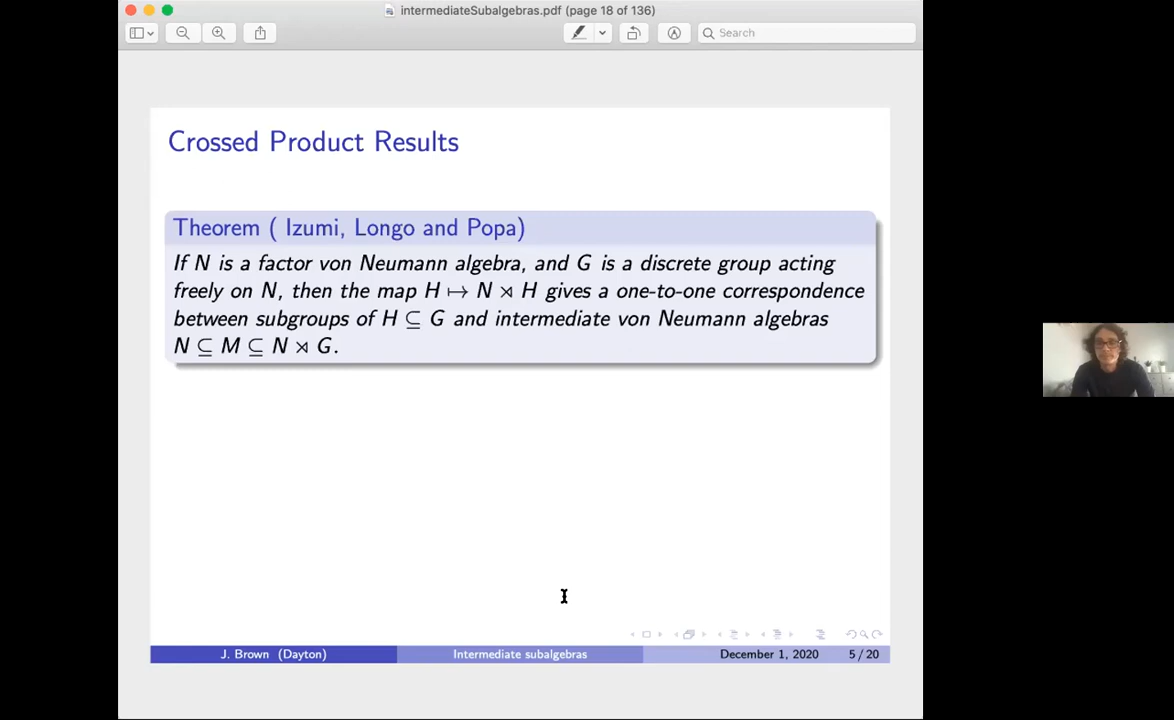 intermediateSubalgebras.pdf (page 18 of 136)
Search
Crossed Product Results
Theorem ( Izumi, Longo and Popa)
If N is a factor von Neumann algebra, and G is a discrete group acting
freely on N, then the map H ↦ N ⋊ H gives a one-to-one correspondence
between subgroups of H ⊆ G and intermediate von Neumann algebras
N ⊆ M ⊆ N ⋊ G.
J. Brown (Dayton) Intermediate subalgebras December 1, 2020 5 / 20